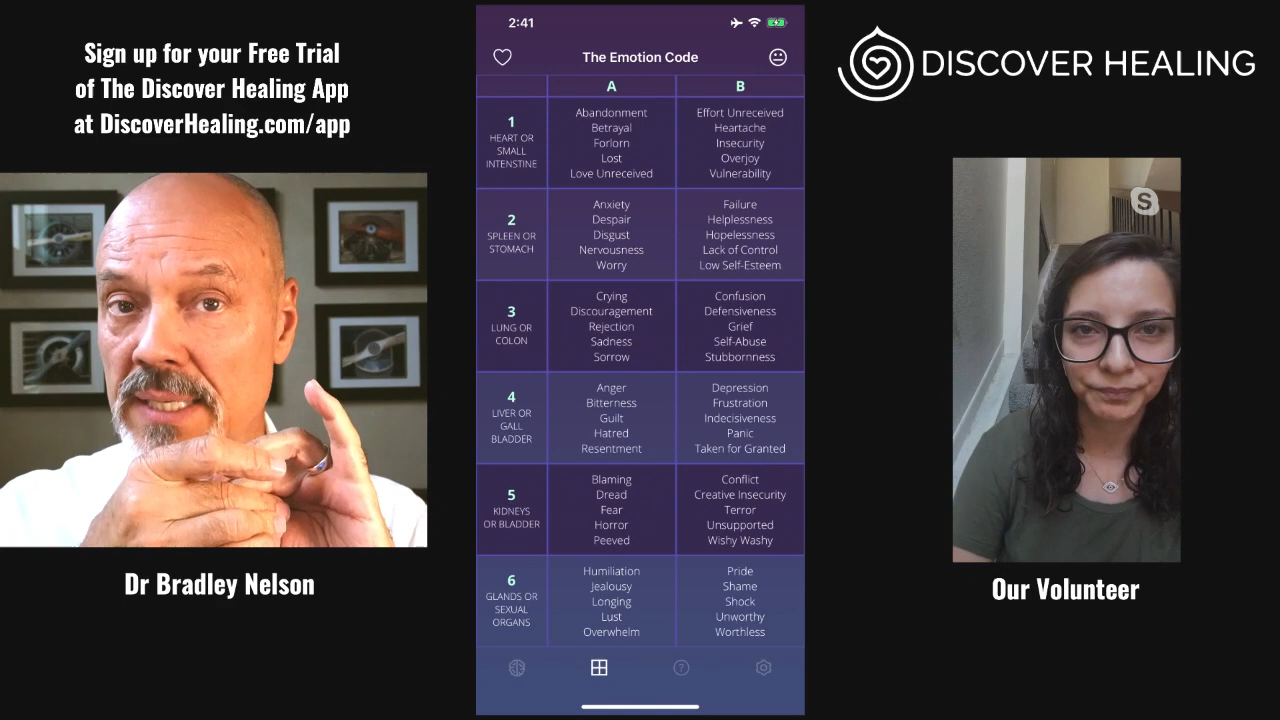 Sign up for your Free Trial
of The Discover Healing App
at DiscoverHealing.com/app
Dr Bradley Nelson
2:41
The Emotion Code
A
B
1
HEART OR
SMALL
INTENSTINE
Abandonment
Betrayal
Forlorn
Lost
Love Unreceived
Effort Unreceived
Heartache
Insecurity
Overjoy
Vulnerability
2
SPLEEN OR
STOMACH
Anxiety
Despair
Disgust
Nervousness
Worry
Failure
Helplessness
Hopelessness
Lack of Control
Low Self-Esteem
3
LUNG OR
COLON
Crying
Discouragement
Rejection
Sadness
Sorrow
Confusion
Defensiveness
Grief
Self-Abuse
Stubbornness
4
LIVER OR
GALL
BLADDER
Anger
Bitterness
Guilt
Hatred
Resentment
Depression
Frustration
Indecisiveness
Panic
Taken for Granted
5
KIDNEYS
OR BLADDER
Blaming
Dread
Fear
Horror
Peeved
Conflict
Creative Insecurity
Terror
Unsupported
Wishy Washy
6
GLANDS OR
SEXUAL
ORGANS
Humiliation
Jealousy
Longing
Lust
Overwhelm
Pride
Shame
Shock
Unworthy
Worthless
?
DISCOVER HEALING
S
Our Volunteer